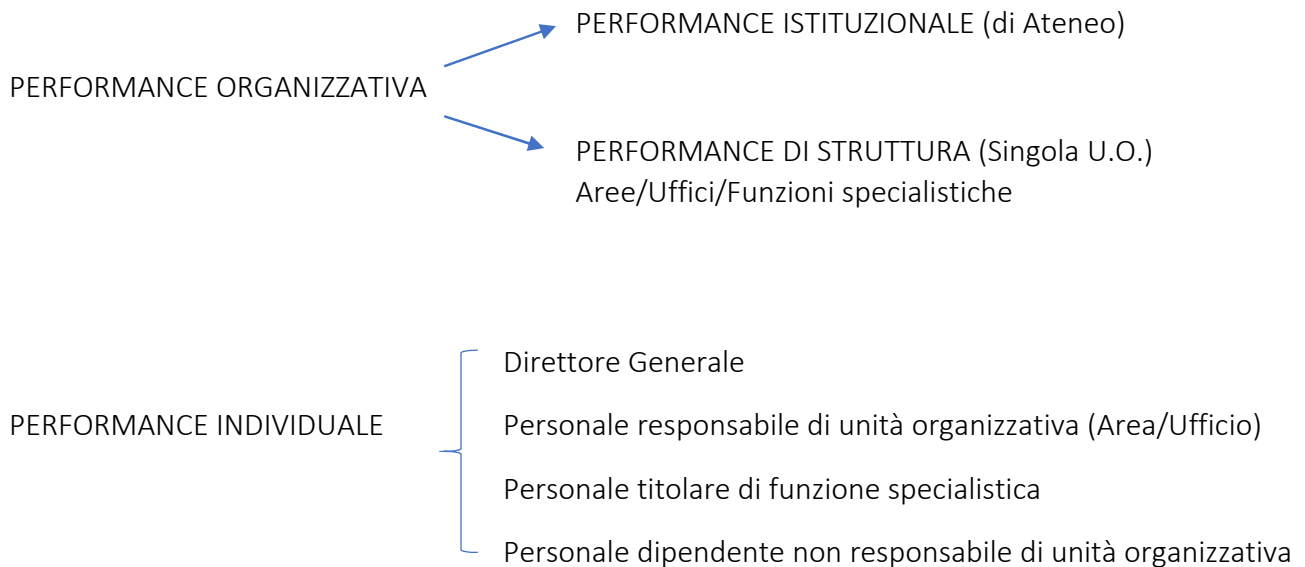 PERFORMANCE ISTITUZIONALE (di Ateneo)
PERFORMANCE ORGANIZZATIVA
PERFORMANCE DI STRUTTURA (Singola U.O.)
Aree/Uffici/Funzioni specialistiche
Direttore Generale
PERFORMANCE INDIVIDUALE
Personale responsabile di unità organizzativa (Area/Ufficio)
Personale titolare di funzione specialistica
Personale dipendente non responsabile di unità organizzativa